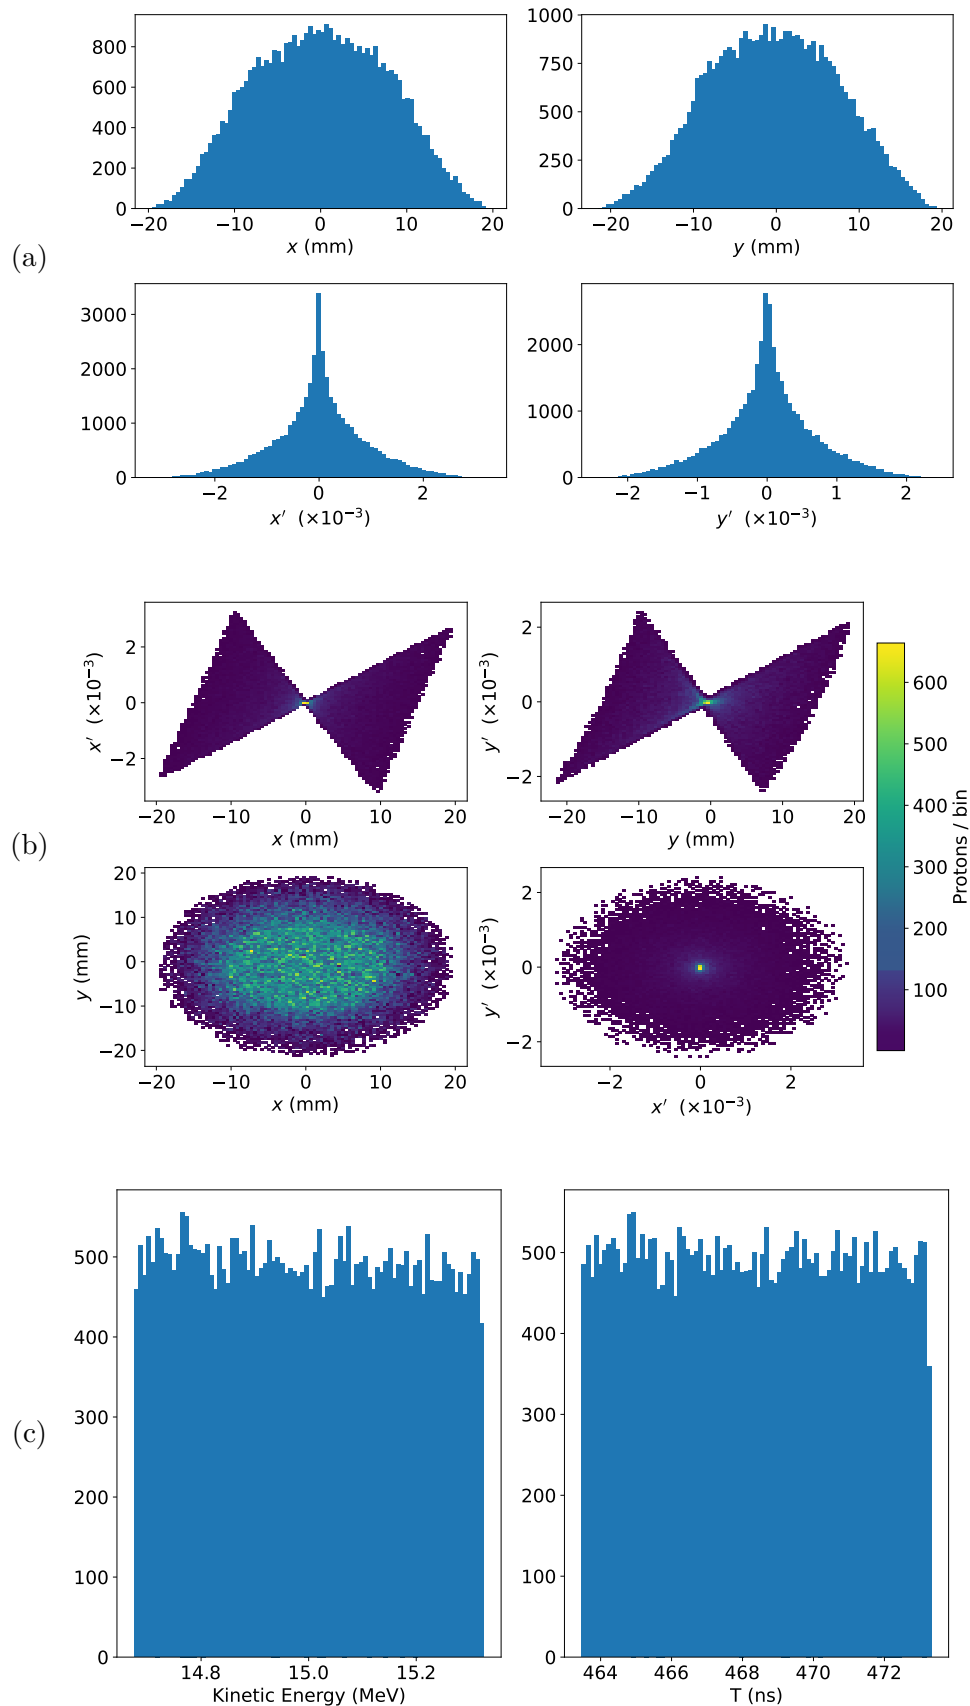 (a)
800
600
400
200
0
−20 −10 0 10 20
x (mm)
1000
750
500
250
0
−20 −10 0 10 20
y (mm)
3000
2000
1000
0
−2 0 2
x′ (×10⁻³)
2000
1000
0
−2 −1 0 1 2
y′ (×10⁻³)
(b)
x′ (×10⁻³)
2
0
−2
−20 −10 0 10 20
x (mm)
y′ (×10⁻³)
2
0
−2
−20 −10 0 10 20
y (mm)
y (mm)
20
10
0
−10
−20
−20 −10 0 10 20
x (mm)
y′ (×10⁻³)
2
0
−2
−2 0 2
x′ (×10⁻³)
600
500
400
300
200
100
Protons / bin
(c)
500
400
300
200
100
0
14.8 15.0 15.2
Kinetic Energy (MeV)
500
400
300
200
100
0
464 466 468 470 472
T (ns)